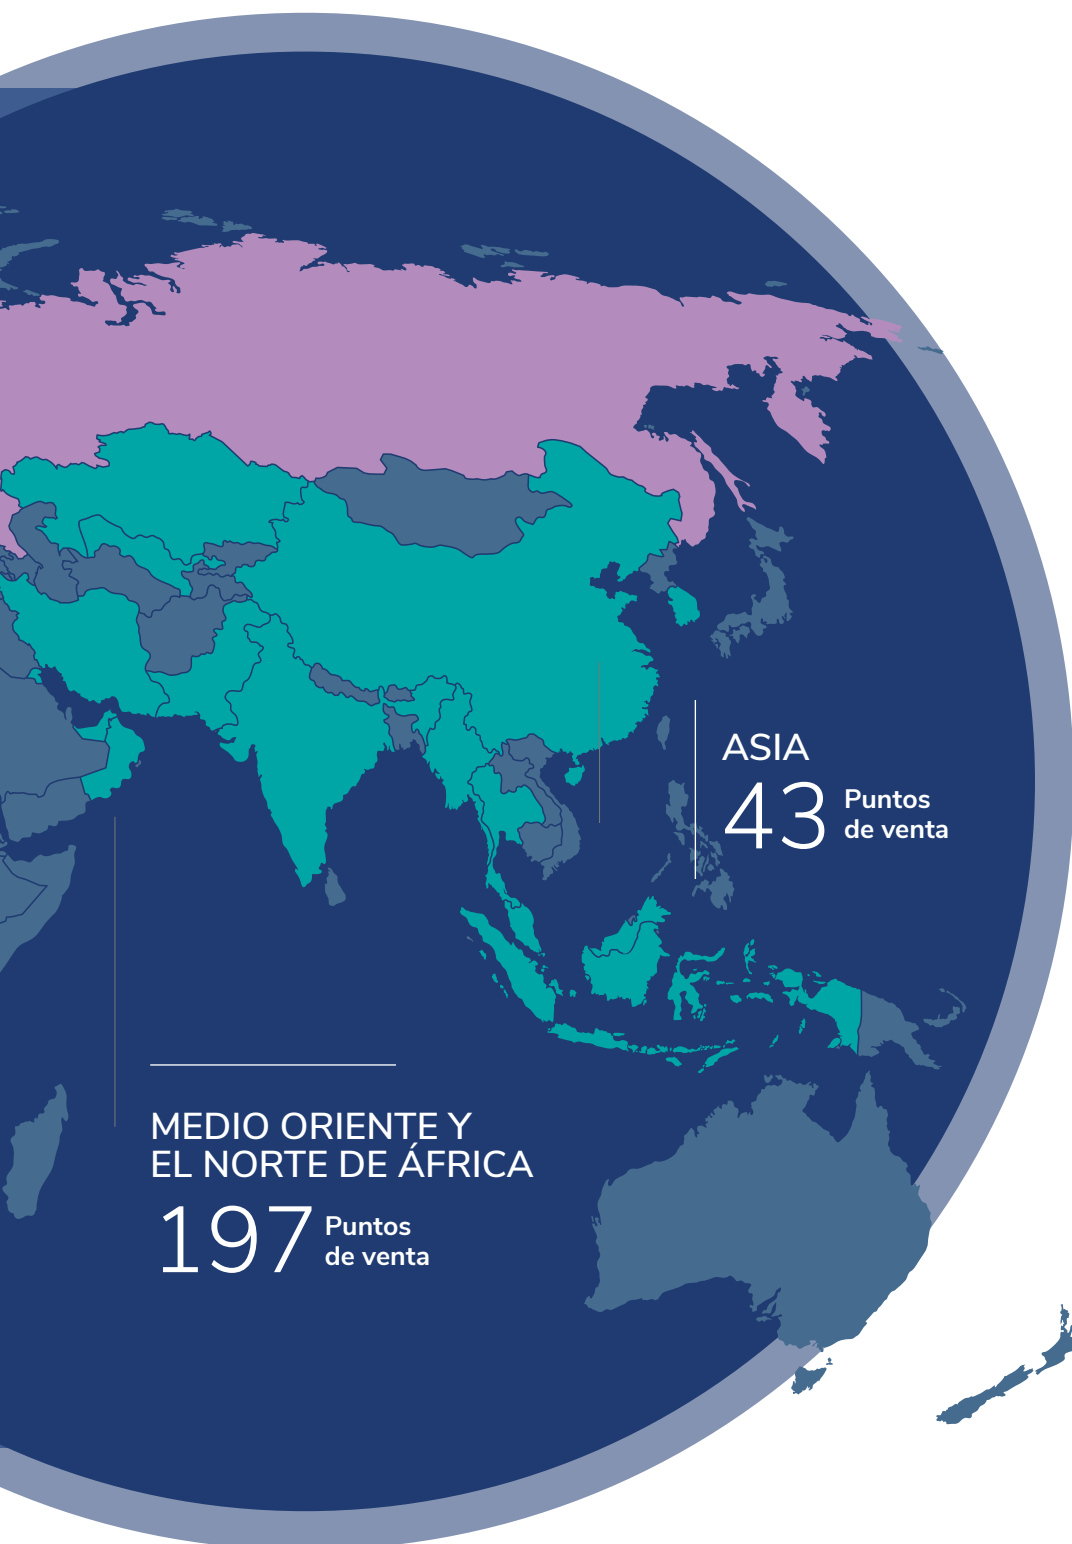 ASIA
43 Puntos
de venta
MEDIO ORIENTE Y
EL NORTE DE ÁFRICA
197 Puntos
de venta